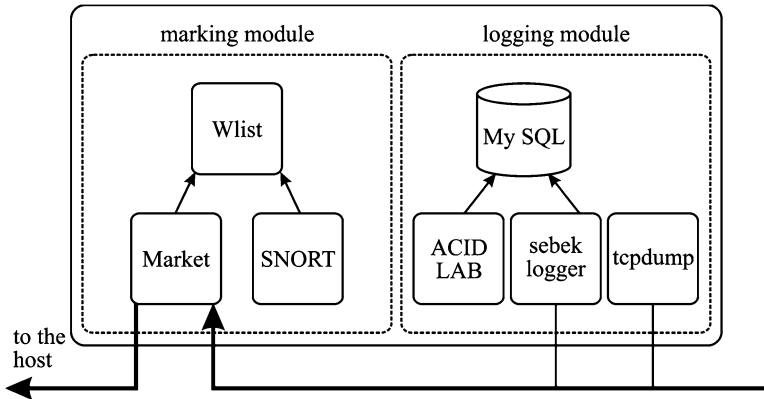 marking module
logging module
Wlist
My SQL
Market
SNORT
ACID
LAB
sebek
logger
tcpdump
to the
host